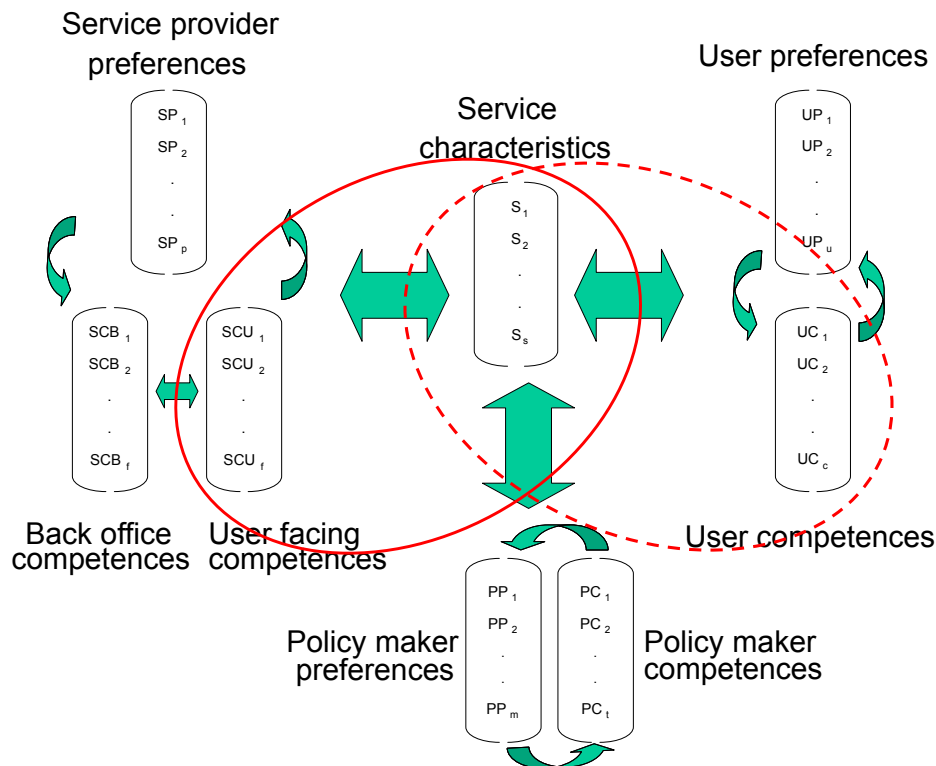 Service provider
preferences
SP 1
SP 2
.
.
SP p
Service
characteristics
S 1
S 2
.
.
S s
User preferences
UP 1
UP 2
.
.
UP u
SCB 1
SCB 2
.
.
SCB f
Back office
competences
SCU 1
SCU 2
.
.
SCU f
User facing
competences
UC 1
UC 2
.
.
UC c
User competences
Policy maker
preferences
PP 1
PP 2
.
.
PP m
PC 1
PC 2
.
.
PC t
Policy maker
competences